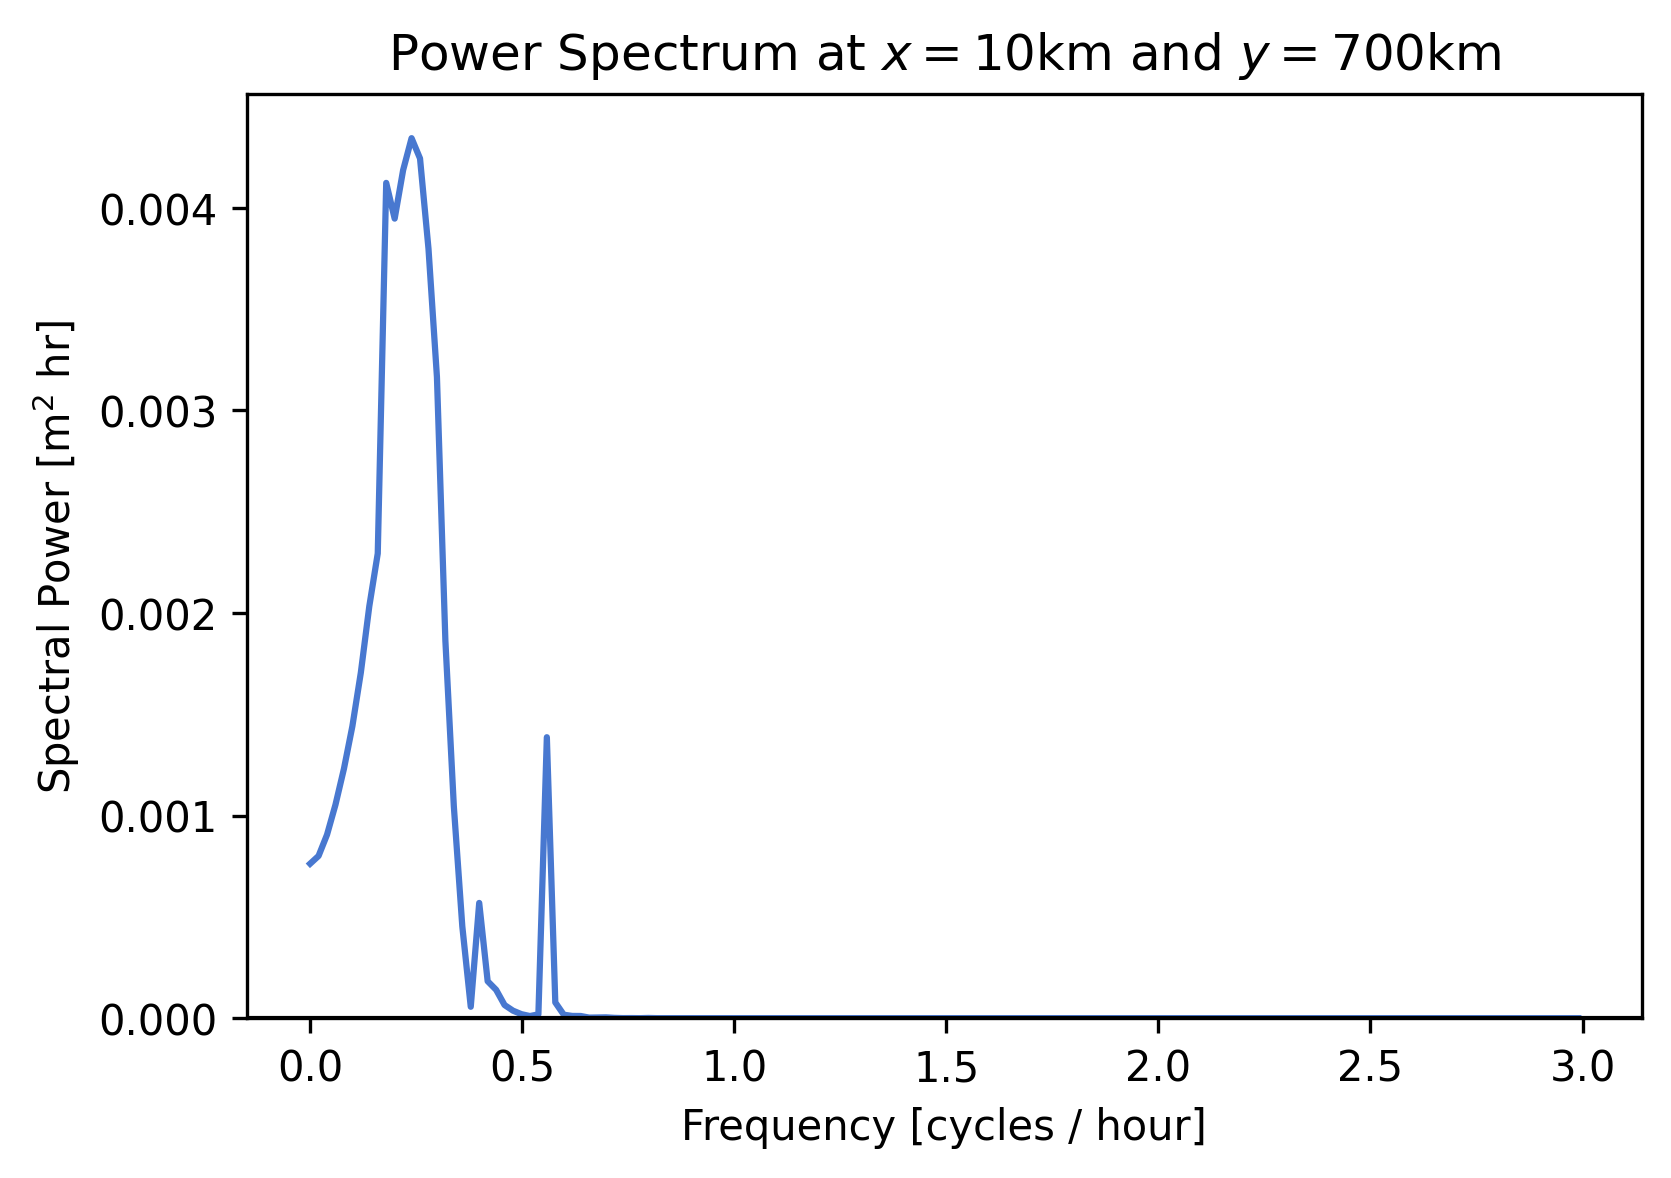 Power Spectrum at x = 10km and y = 700km
Spectral Power [m² hr]
0.004
0.003
0.002
0.001
0.000
0.0 0.5 1.0 1.5 2.0 2.5 3.0
Frequency [cycles / hour]